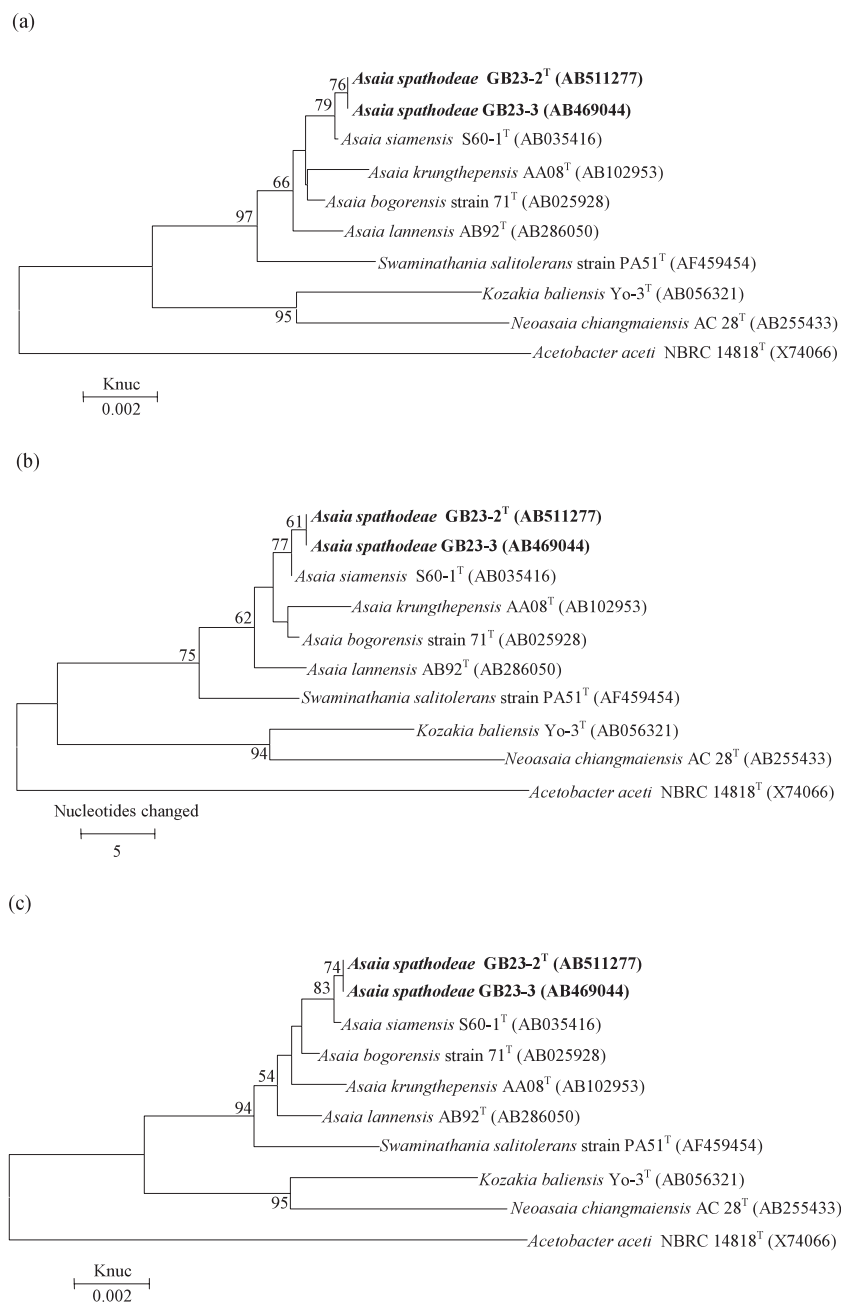 (a)
76 Asaia spathodeae GB23-2ᵀ (AB511277)
79 Asaia spathodeae GB23-3 (AB469044)
Asaia siamensis S60-1ᵀ (AB035416)
Asaia krungthepensis AA08ᵀ (AB102953)
66
Asaia bogorensis strain 71ᵀ (AB025928)
97
Asaia lannensis AB92ᵀ (AB286050)
Swaminathania salitolerans strain PA51ᵀ (AF459454)
Kozakia baliensis Yo-3ᵀ (AB056321)
95
Neoasaia chiangmaiensis AC 28ᵀ (AB255433)
Acetobacter aceti NBRC 14818ᵀ (X74066)
Knuc
0.002
(b)
61 Asaia spathodeae GB23-2ᵀ (AB511277)
77 Asaia spathodeae GB23-3 (AB469044)
Asaia siamensis S60-1ᵀ (AB035416)
Asaia krungthepensis AA08ᵀ (AB102953)
62
Asaia bogorensis strain 71ᵀ (AB025928)
75
Asaia lannensis AB92ᵀ (AB286050)
Swaminathania salitolerans strain PA51ᵀ (AF459454)
Kozakia baliensis Yo-3ᵀ (AB056321)
94
Neoasaia chiangmaiensis AC 28ᵀ (AB255433)
Acetobacter aceti NBRC 14818ᵀ (X74066)
Nucleotides changed
5
(c)
74 Asaia spathodeae GB23-2ᵀ (AB511277)
83 Asaia spathodeae GB23-3 (AB469044)
Asaia siamensis S60-1ᵀ (AB035416)
Asaia bogorensis strain 71ᵀ (AB025928)
54
Asaia krungthepensis AA08ᵀ (AB102953)
94
Asaia lannensis AB92ᵀ (AB286050)
Swaminathania salitolerans strain PA51ᵀ (AF459454)
Kozakia baliensis Yo-3ᵀ (AB056321)
95
Neoasaia chiangmaiensis AC 28ᵀ (AB255433)
Acetobacter aceti NBRC 14818ᵀ (X74066)
Knuc
0.002